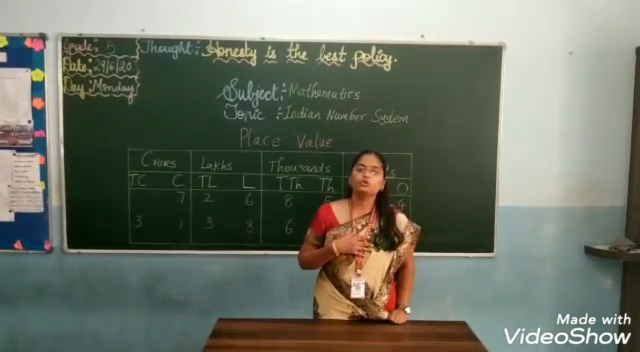 Grade: 5
Date: 29/6/20
Day: Monday
Thought: Honesty is the best policy.
Subject:- Mathematics
Topic:- Indian Number System
Place Value
Crores Lakhs Thousands
T.C C TL L TTh Th O
7 2 6 8 5 4
3 1 3 8 6
Made with
VideoShow